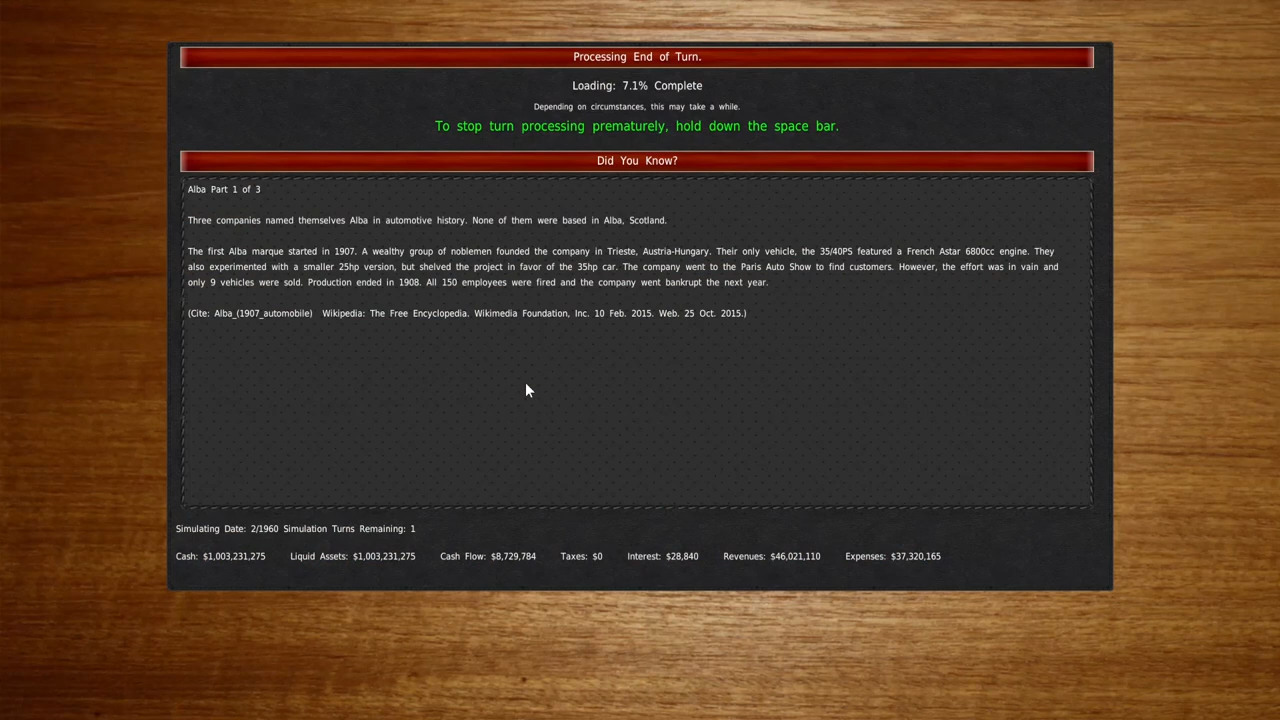 Processing End of Turn.
Loading: 7.1% Complete
Depending on circumstances, this may take a while.
To stop turn processing prematurely, hold down the space bar.
Did You Know?
Alba Part 1 of 3
Three companies named themselves Alba in automotive history. None of them were based in Alba, Scotland.
The first Alba marque started in 1907. A wealthy group of noblemen founded the company in Trieste, Austria-Hungary. Their only vehicle, the 35/40PS featured a French Astar 6800cc engine. They
also experimented with a smaller 25hp version, but shelved the project in favor of the 35hp car. The company went to the Paris Auto Show to find customers. However, the effort was in vain and
only 9 vehicles were sold. Production ended in 1908. All 150 employees were fired and the company went bankrupt the next year.
(Cite: Alba_(1907_automobile) Wikipedia: The Free Encyclopedia. Wikimedia Foundation, Inc. 10 Feb. 2015. Web. 25 Oct. 2015.)
Simulating Date: 2/1960 Simulation Turns Remaining: 1
Cash: $1,003,231,275 Liquid Assets: $1,003,231,275 Cash Flow: $8,729,784 Taxes: $0 Interest: $28,840 Revenues: $46,021,110 Expenses: $37,320,165